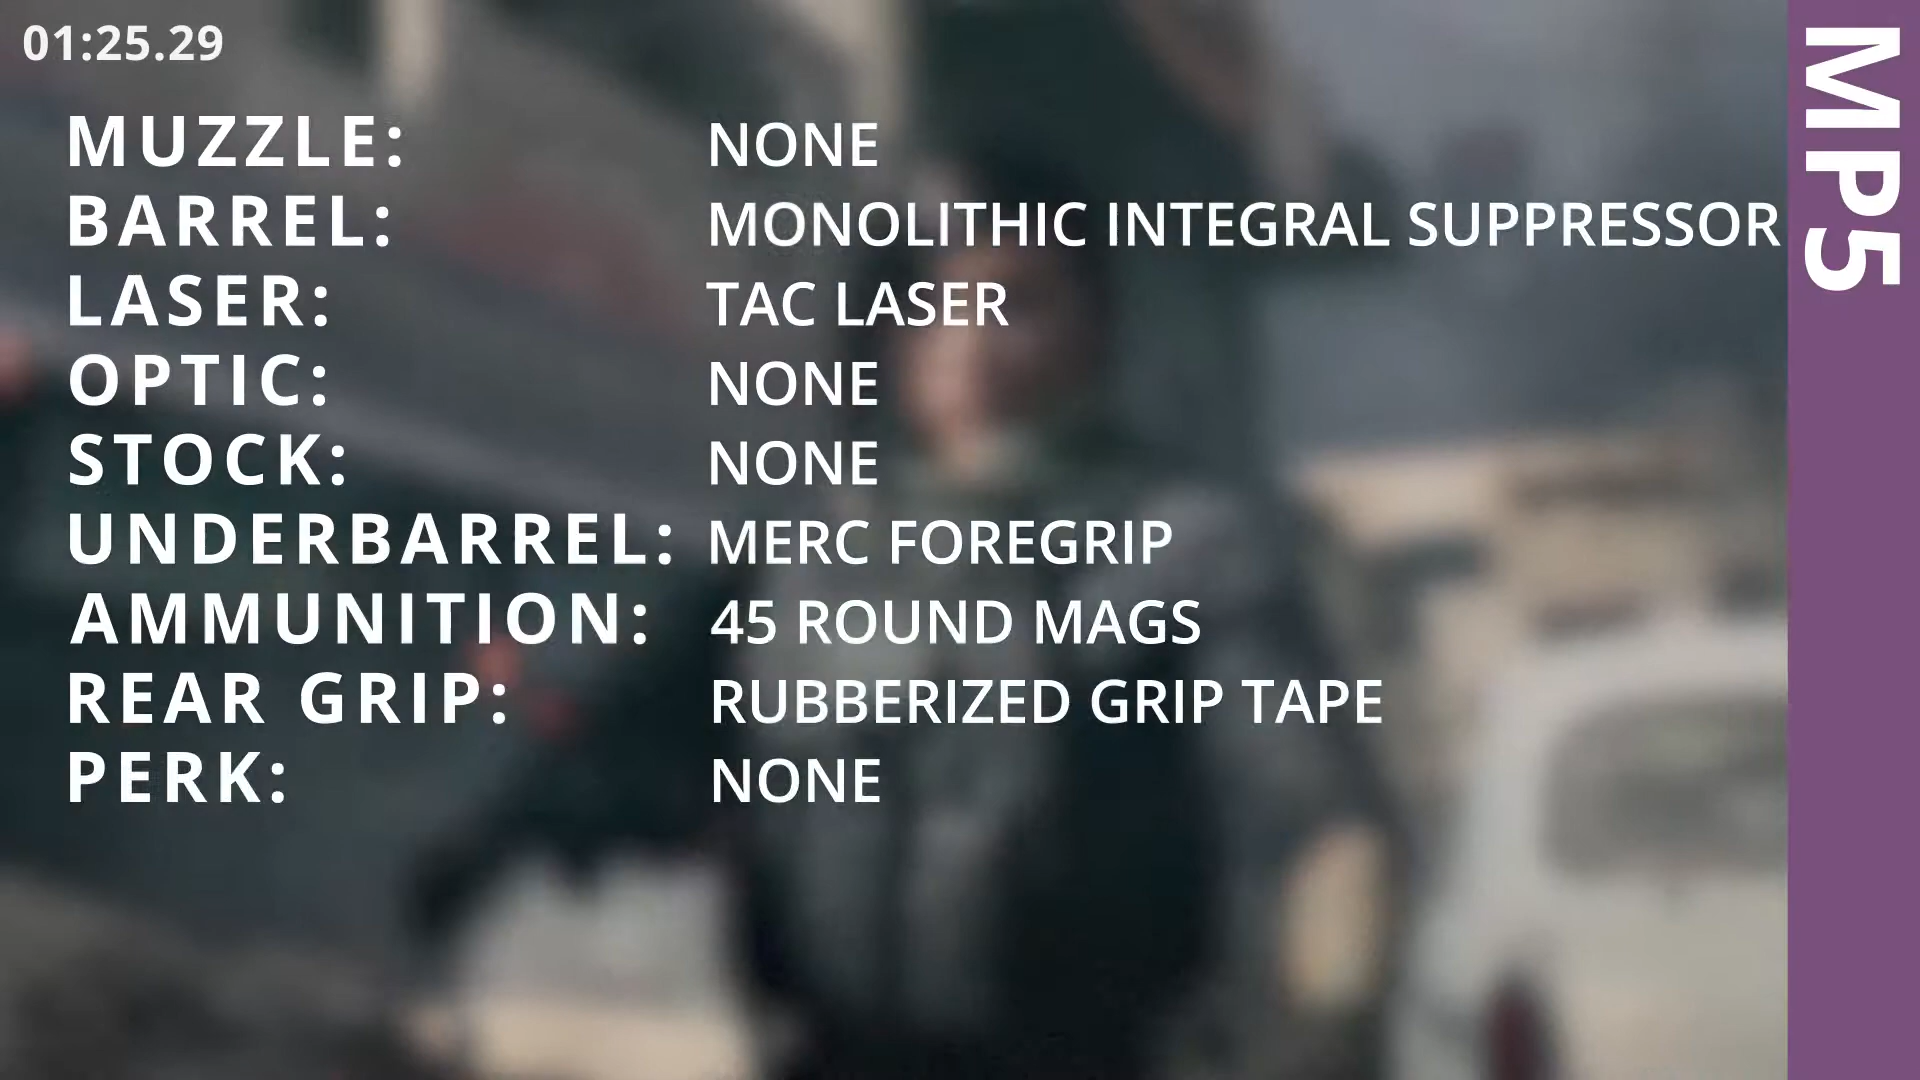 01:25.29
MUZZLE: NONE
BARREL: MONOLITHIC INTEGRAL SUPPRESSOR
LASER: TAC LASER
OPTIC: NONE
STOCK: NONE
UNDERBARREL: MERC FOREGRIP
AMMUNITION: 45 ROUND MAGS
REAR GRIP: RUBBERIZED GRIP TAPE
PERK: NONE
MP5